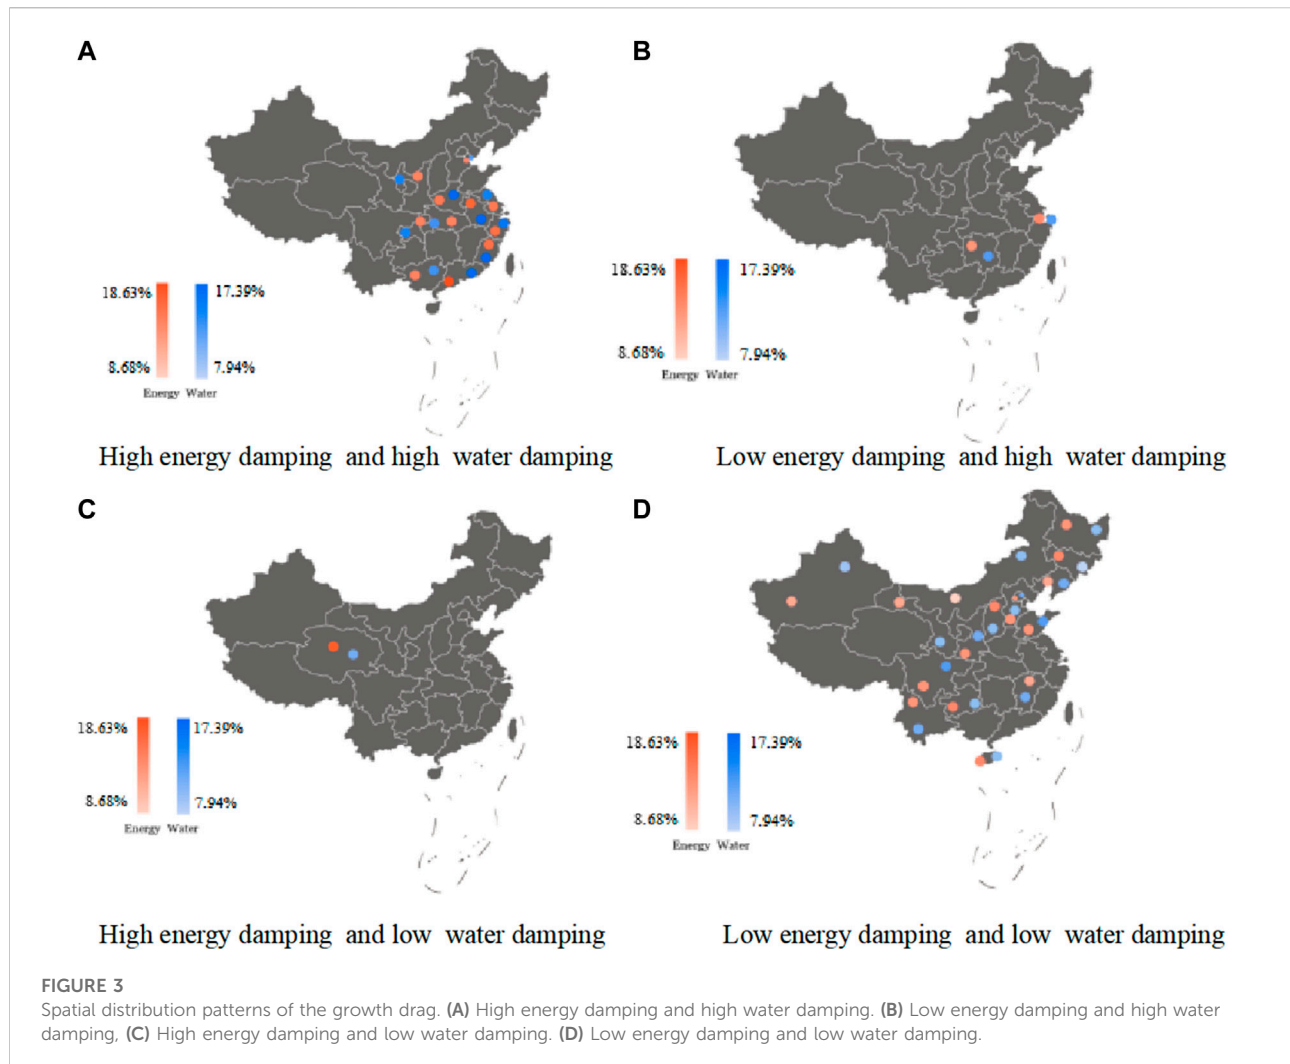 A
18.63%
17.39%
8.68%
7.94%
Energy Water
High energy damping and high water damping
B
18.63%
17.39%
8.68%
7.94%
Energy Water
Low energy damping and high water damping
C
18.63%
17.39%
8.68%
7.94%
Energy Water
High energy damping and low water damping
D
18.63%
17.39%
8.68%
7.94%
Energy Water
Low energy damping and low water damping
FIGURE 3
Spatial distribution patterns of the growth drag. (A) High energy damping and high water damping. (B) Low energy damping and high water
damping, (C) High energy damping and low water damping. (D) Low energy damping and low water damping.